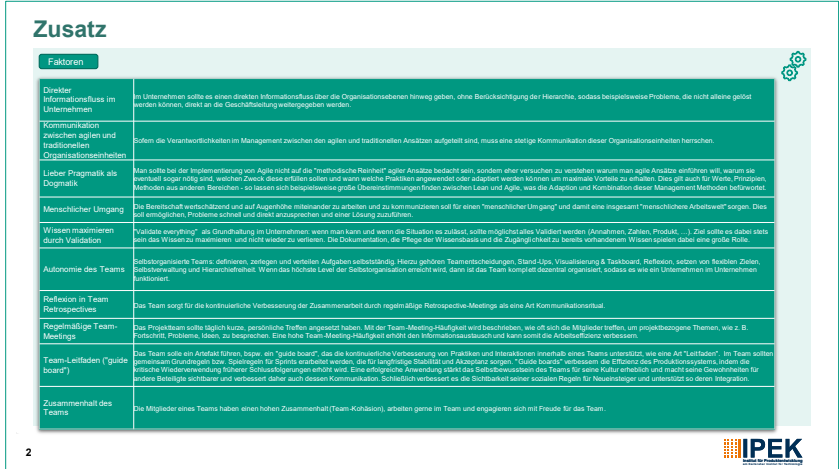 Zusatz
Faktoren
Direkter
Informationsfluss im
Unternehmen
Im Unternehmen sollte es einen direkten Informationsfluss über die Organisationsebenen hinweg geben, ohne Berücksichtigung der Hierarchie, sodass beispielsweise Probleme, die nicht alleine gelöst
werden können, direkt an die Geschäftsleitung weitergegeben werden.
Kommunikation
zwischen agilen und
traditionellen
Organisationseinheiten
Sofern die Verantwortlichkeiten im Management zwischen den agilen und traditionellen Ansätzen aufgeteilt sind, muss eine stetige Kommunikation dieser Organisationseinheiten herrschen.
Lieber Pragmatik als
Dogmatik
Man sollte bei der Implementierung von Agile nicht auf die "methodische Reinheit" agiler Ansätze bedacht sein, sondern eher versuchen zu verstehen warum man agile Ansätze einführen will, warum sie
eventuell sogar nötig sind, welchen Zweck diese erfüllen sollen und wann welche Praktiken angewendet oder adaptiert werden können um maximale Vorteile zu erhalten. Dies gilt auch für Werte, Prinzipien,
Methoden aus anderen Bereichen - so lassen sich beispielsweise große Übereinstimmungen finden zwischen Lean und Agile, was die Adaption und Kombination dieser Management Methoden befürwortet.
Menschlicher Umgang
Die Bereitschaft wertschätzend und auf Augenhöhe miteinander zu arbeiten und zu kommunizieren soll für einen "menschlicher Umgang" und damit eine insgesamt "menschlichere Arbeitswelt" sorgen. Dies
soll ermöglichen, Probleme schnell und direkt anzusprechen und einer Lösung zuzuführen.
Wissen maximieren
durch Validation
"Validate everything" als Grundhaltung im Unternehmen: wenn man kann und wenn die Situation es zulässt, sollte möglichst alles Validiert werden (Annahmen, Zahlen, Produkt, ...). Ziel sollte es dabei stets
sein das Wissen zu maximieren und nicht wieder zu verlieren. Die Dokumentation, die Pflege der Wissensbasis und die Zugänglichkeit zu bereits vorhandenem Wissen spielen dabei eine große Rolle.
Autonomie des Teams
Selbstorganisierte Teams: definieren, zerlegen und verteilen Aufgaben selbstständig. Hierzu gehören Teamentscheidungen, Stand-Ups, Visualisierung & Taskboard, Reflexion, setzen von flexiblen Zielen,
Selbstverwaltung und Hierarchiefreiheit. Wenn das höchste Level der Selbstorganisation erreicht wird, dann ist das Team komplett dezentral organisiert, sodass es wie ein Unternehmen im Unternehmen
funktioniert.
Reflexion in Team
Retrospectives
Das Team sorgt für die kontinuierliche Verbesserung der Zusammenarbeit durch regelmäßige Retrospective-Meetings als eine Art Kommunikationsritual.
Regelmäßige Team-
Meetings
Das Projektteam sollte täglich kurze, persönliche Treffen angesetzt haben. Mit der Team-Meeting-Häufigkeit wird beschrieben, wie oft sich die Mitglieder treffen, um projektbezogene Themen, wie z. B.
Fortschritt, Probleme, Ideen, zu besprechen. Eine hohe Team-Meeting-Häufigkeit erhöht den Informationsaustausch und kann somit die Arbeitseffizienz verbessern.
Team-Leitfaden ("guide
board")
Das Team solle ein Artefakt führen, bspw. ein "guide board", das die kontinuierliche Verbesserung von Praktiken und Interaktionen innerhalb eines Teams unterstützt, wie eine Art "Leitfaden". Im Team sollten
gemeinsam Grundregeln bzw. Spielregeln für Sprints erarbeitet werden, die für langfristige Stabilität und Akzeptanz sorgen. "Guide boards" verbessern die Effizienz des Produktionssystems, indem die
kritische Wiederverwendung früherer Schlussfolgerungen erhöht wird. Eine erfolgreiche Anwendung stärkt das Selbstbewusstsein des Teams für seine Kultur erheblich und macht seine Gewohnheiten für
andere Beteiligte sichtbarer und verbessert daher auch dessen Kommunikation. Schließlich verbessert es die Sichtbarkeit seiner sozialen Regeln für Neueinsteiger und unterstützt so deren Integration.
Zusammenhalt des
Teams
Die Mitglieder eines Teams haben einen hohen Zusammenhalt (Team-Kohäsion), arbeiten gerne im Team und engagieren sich mit Freude für das Team.
2
IPEK
Institut für Produktentwicklung
am Karlsruher Institut für Technologie